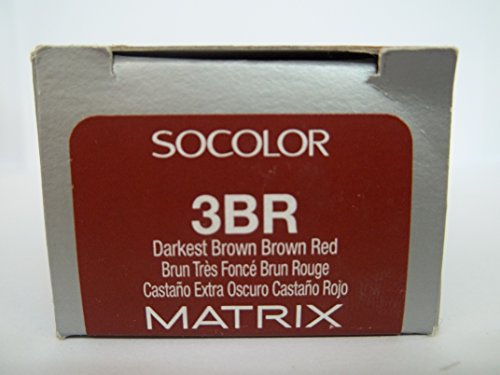 SOCOLOR
3BR
Darkest Brown Brown Red
Brun Très Foncé Brun Rouge
Castaño Extra Oscuro Castaño Rojo
MATRIX